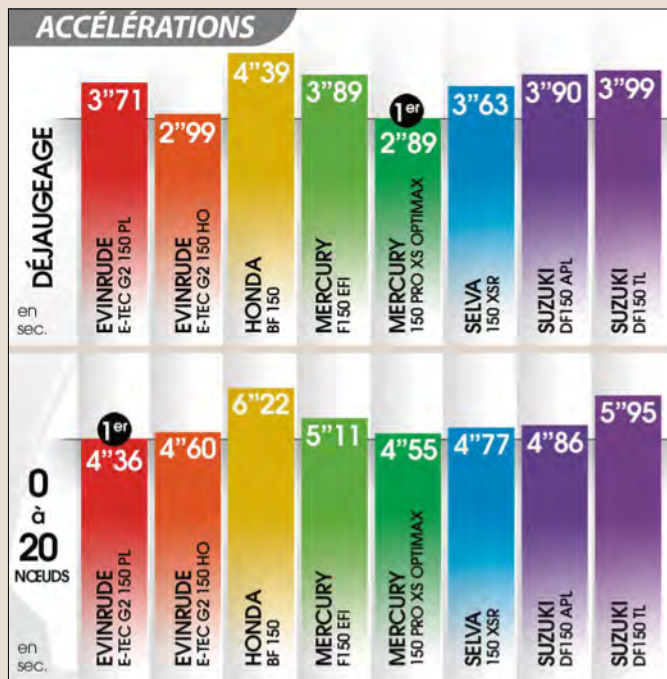 ACCÉLÉRATIONS
DÉJAUGEAGE
en
sec.
3”71
2”99
4”39
3”89
1er
2”89
3”63
3”90
3”99
EVINRUDE
E-TEC G2 150 PL
EVINRUDE
E-TEC G2 150 HO
HONDA
BF 150
MERCURY
F150 EFI
MERCURY
150 PRO XS OPTIMAX
SELVA
150 XSR
SUZUKI
DF150 APL
SUZUKI
DF150 TL
0
à
20
NŒUDS
en
sec.
1er
4”36
4”60
6”22
5”11
4”55
4”77
4”86
5”95
EVINRUDE
E-TEC G2 150 PL
EVINRUDE
E-TEC G2 150 HO
HONDA
BF 150
MERCURY
F150 EFI
MERCURY
150 PRO XS OPTIMAX
SELVA
150 XSR
SUZUKI
DF150 APL
SUZUKI
DF150 TL